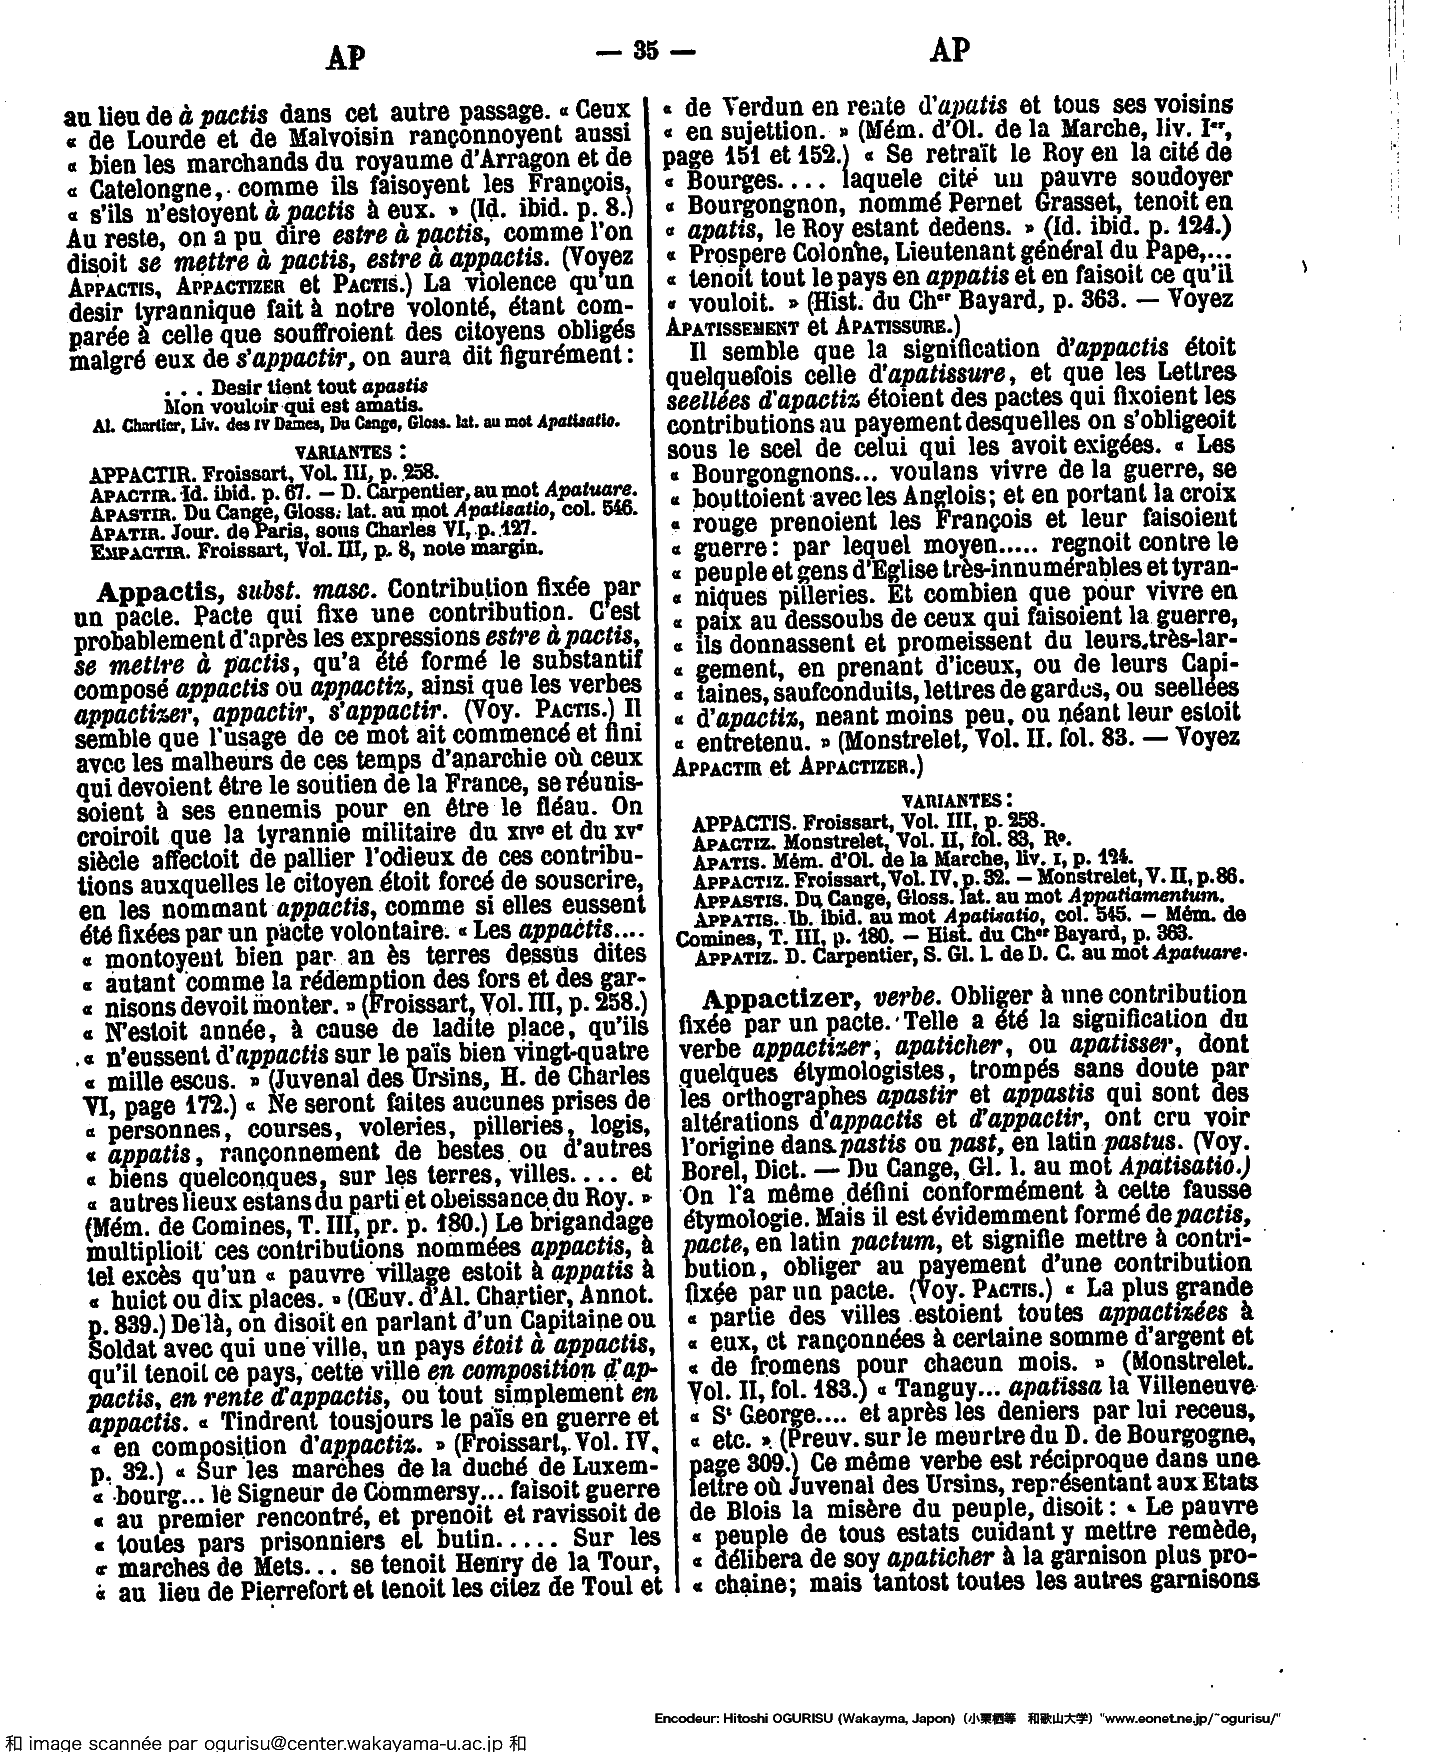 AP — 35 — AP
au lieu de à pactis dans cet autre passage. « Ceux
« de Lourde et de Malvoisin rançonnoyent aussi
« bien les marchands du royaume d'Arragon et de
« Catelongne, comme ils faisoyent les François,
« s'ils n'estoyent à pactis à eux. » (Id. ibid. p. 8.)
Au reste, on a pu dire estre à pactis, comme l'on
disoit se mettre à pactis, estre à appactis. (Voyez
APPACTIS, APPACTIZER et PACTIS.) La violence qu'un
desir tyrannique fait à notre volonté, étant com-
parée à celle que souffroient des citoyens obligés
malgré eux de s'appactir, on aura dit figurément :
. . . Desir tient tout apastis
Mon vouloir qui est amatis.
Al. Chartier, Liv. des IV Dames, Du Cange, Gloss. lat. au mot Apatisatio.
VARIANTES :
APPACTIR. Froissart, Vol. III, p. 258.
APACTIR. Id. ibid. p. 67. — D. Carpentier, au mot Apatuare.
APASTIR. Du Cange, Gloss. lat. au mot Apatisatio, col. 546.
APATIR. Jour. de Paris, sous Charles VI, p. 127.
EMPACTIR. Froissart, Vol. III, p. 8, note margin.
Appactis, subst. masc. Contribution fixée par
un pacte. Pacte qui fixe une contribution. C'est
probablement d'après les expressions estre à pactis,
se mettre à pactis, qu'a été formé le substantif
composé appactis ou appactiz, ainsi que les verbes
appactizer, appactir, s'appactir. (Voy. PACTIS.) Il
semble que l'usage de ce mot ait commencé et fini
avec les malheurs de ces temps d'anarchie où ceux
qui devoient être le soutien de la France, se réunis-
soient à ses ennemis pour en être le fléau. On
croiroit que la tyrannie militaire du XIVe et du XVe
siècle affectoit de pallier l'odieux de ces contribu-
tions auxquelles le citoyen étoit forcé de souscrire,
en les nommant appactis, comme si elles eussent
été fixées par un pacte volontaire. « Les appactis....
« montoyent bien par an ès terres dessus dites
« autant comme la rédemption des fors et des gar-
« nisons devoit monter. » (Froissart, Vol. III, p. 258.)
« N'estoit année, à cause de ladite place, qu'ils
« n'eussent d'appactis sur le païs bien vingt-quatre
« mille escus. » (Juvenal des Ursins, H. de Charles
VI, page 172.) « Ne seront faites aucunes prises de
« personnes, courses, voleries, pilleries, logis,
« appatis, rançonnement de bestes ou d'autres
« biens quelconques, sur les terres, villes.... et
« autres lieux estans du parti et obeissance du Roy. »
(Mém. de Comines, T. III, pr. p. 180.) Le brigandage
multiplioit ces contributions nommées appactis, à
tel excès qu'un « pauvre village estoit à appatis à
« huict ou dix places. » (Œuv. d'Al. Chartier, Annot.
p. 839.) De là, on disoit en parlant d'un Capitaine ou
Soldat avec qui une ville, un pays étoit à appactis,
qu'il tenoit ce pays, cette ville en composition d'ap-
pactis, en rente d'appactis, ou tout simplement en
appactis. « Tindrent tousjours le païs en guerre et
« en composition d'appactiz. » (Froissart, Vol. IV,
p. 32.) « Sur les marches de la duché de Luxem-
« bourg... le Signeur de Commersy... faisoit guerre
« au premier rencontré, et prenoit et ravissoit de
« toutes pars prisonniers et butin..... Sur les
« marches de Mets... se tenoit Henry de la Tour,
« au lieu de Pierrefort et tenoit les citez de Toul et
« de Verdun en rente d'apatis et tous ses voisins
« en sujettion. » (Mém. d'Ol. de la Marche, liv. Ier,
page 151 et 152.) « Se retraït le Roy en la cité de
« Bourges.... laquele cité un pauvre soudoyer
« Bourgongnon, nommé Pernet Grasset, tenoit en
« apatis, le Roy estant dedens. » (Id. ibid. p. 124.)
« Prospere Colonne, Lieutenant général du Pape,...
« tenoit tout le pays en appatis et en faisoit ce qu'il
« vouloit. » (Hist. du Cher Bayard, p. 363. — Voyez
APATISSEMENT et APATISSURE.)
Il semble que la signification d'appactis étoit
quelquefois celle d'apatissure, et que les Lettres
seellées d'apactiz étoient des pactes qui fixoient les
contributions au payement desquelles on s'obligeoit
sous le scel de celui qui les avoit exigées. « Les
« Bourgongnons... voulans vivre de la guerre, se
« bouttoient avec les Anglois; et en portant la croix
« rouge prenoient les François et leur faisoient
« guerre : par lequel moyen..... regnoit contre le
« peuple et gens d'Eglise très-innumérables et tyran-
« niques pilleries. Et combien que pour vivre en
« paix au dessoubs de ceux qui faisoient la guerre,
« ils donnassent et promeissent du leurs très-lar-
« gement, en prenant d'iceux, ou de leurs Capi-
« taines, saufconduits, lettres de gardes, ou seellées
« d'apactiz, neant moins peu, ou néant leur estoit
« entretenu. » (Monstrelet, Vol. II. fol. 83. — Voyez
APPACTIR et APPACTIZER.)
VARIANTES :
APPACTIS. Froissart, Vol. III, p. 258.
APACTIZ. Monstrelet, Vol. II, fol. 83, Ro.
APATIS. Mém. d'Ol. de la Marche, liv. I, p. 124.
APPACTIZ. Froissart, Vol. IV, p. 32. — Monstrelet, V. II, p. 86.
APPASTIS. Du Cange, Gloss. lat. au mot Appatiamentum.
APPATIS. Ib. ibid. au mot Apatisatio, col. 545. — Mém. de
Comines, T. III, p. 180. — Hist. du Cher Bayard, p. 363.
APPATIZ. D. Carpentier, S. Gl. l. de D. C. au mot Apatuare.
Appactizer, verbe. Obliger à une contribution
fixée par un pacte. Telle a été la signification du
verbe appactizer, apaticher, ou apatisser, dont
quelques étymologistes, trompés sans doute par
les orthographes apastir et appastis qui sont des
altérations d'appactis et d'appactir, ont cru voir
l'origine dans pastis ou past, en latin pastus. (Voy.
Borel, Dict. — Du Cange, Gl. l. au mot Apatisatio.)
On l'a même défini conformément à cette fausse
étymologie. Mais il est évidemment formé de pactis,
pacte, en latin pactum, et signifie mettre à contri-
bution, obliger au payement d'une contribution
fixée par un pacte. (Voy. PACTIS.) « La plus grande
« partie des villes estoient toutes appactizées à
« eux, et rançonnées à certaine somme d'argent et
« de fromens pour chacun mois. » (Monstrelet.
Vol. II, fol. 183.) « Tanguy... apatissa la Villeneuve
« St George.... et après les deniers par lui receus,
« etc. » (Preuv. sur le meurtre du D. de Bourgogne,
page 309.) Ce même verbe est réciproque dans une
lettre où Juvenal des Ursins, représentant aux Etats
de Blois la misère du peuple, disoit : « Le pauvre
« peuple de tous estats cuidant y mettre remède,
« délibera de soy apaticher à la garnison plus pro-
« chaine; mais tantost toutes les autres garnisons
Encodeur: Hitoshi OGURISU (Wakayma, Japon) (小栗栖等 和歌山大学) "www.eonet.ne.jp/~ogurisu/"
和 image scannée par ogurisu@center.wakayama-u.ac.jp 和